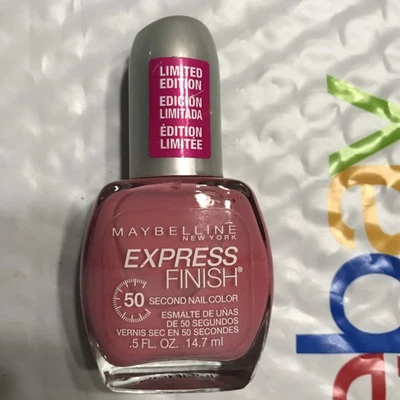 LIMITED
EDITION
EDICIÓN
LIMITADA
ÉDITION
LIMITÉE
MAYBELLINE
NEW YORK
EXPRESS
FINISH®
50 SECOND NAIL COLOR
ESMALTE DE UÑAS
DE 50 SEGUNDOS
VERNIS SEC EN 50 SECONDES
.5 FL. OZ. 14.7 ml
ebay